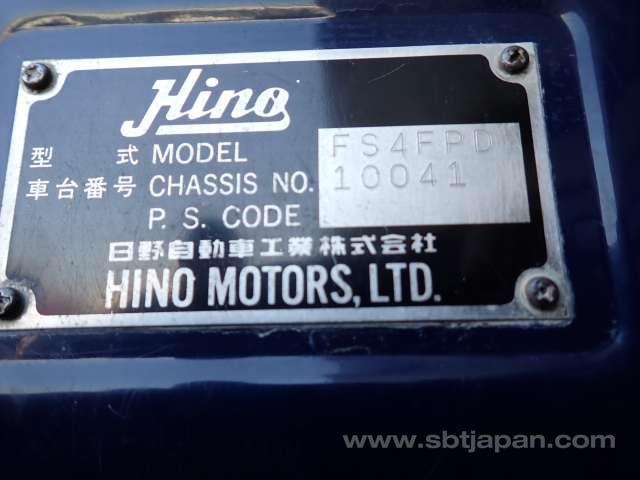 Hino
型 式 MODEL FS4FPD
車台番号 CHASSIS NO. 10041
P. S. CODE
日野自動車工業株式会社
HINO MOTORS, LTD.
www.sbtjapan.com